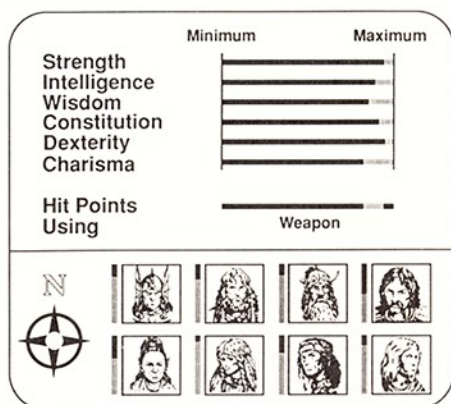 Minimum Maximum
Strength
Intelligence
Wisdom
Constitution
Dexterity
Charisma
Hit Points
Using Weapon
N